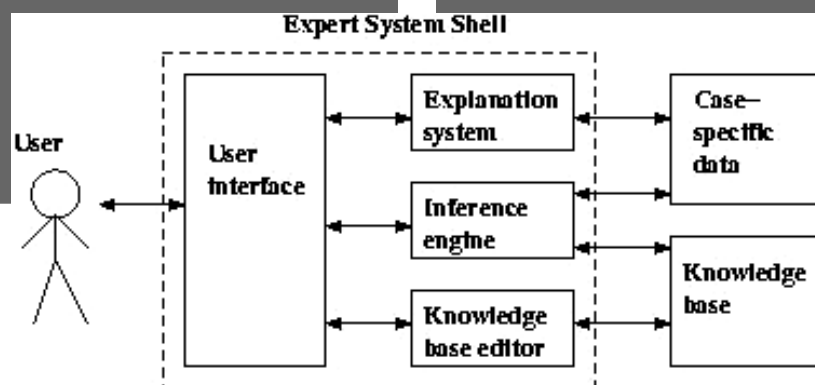 Expert System Shell
User
User
interface
Explanation
system
Inference
engine
Knowledge
base editor
Case–
specific
data
Knowledge
base